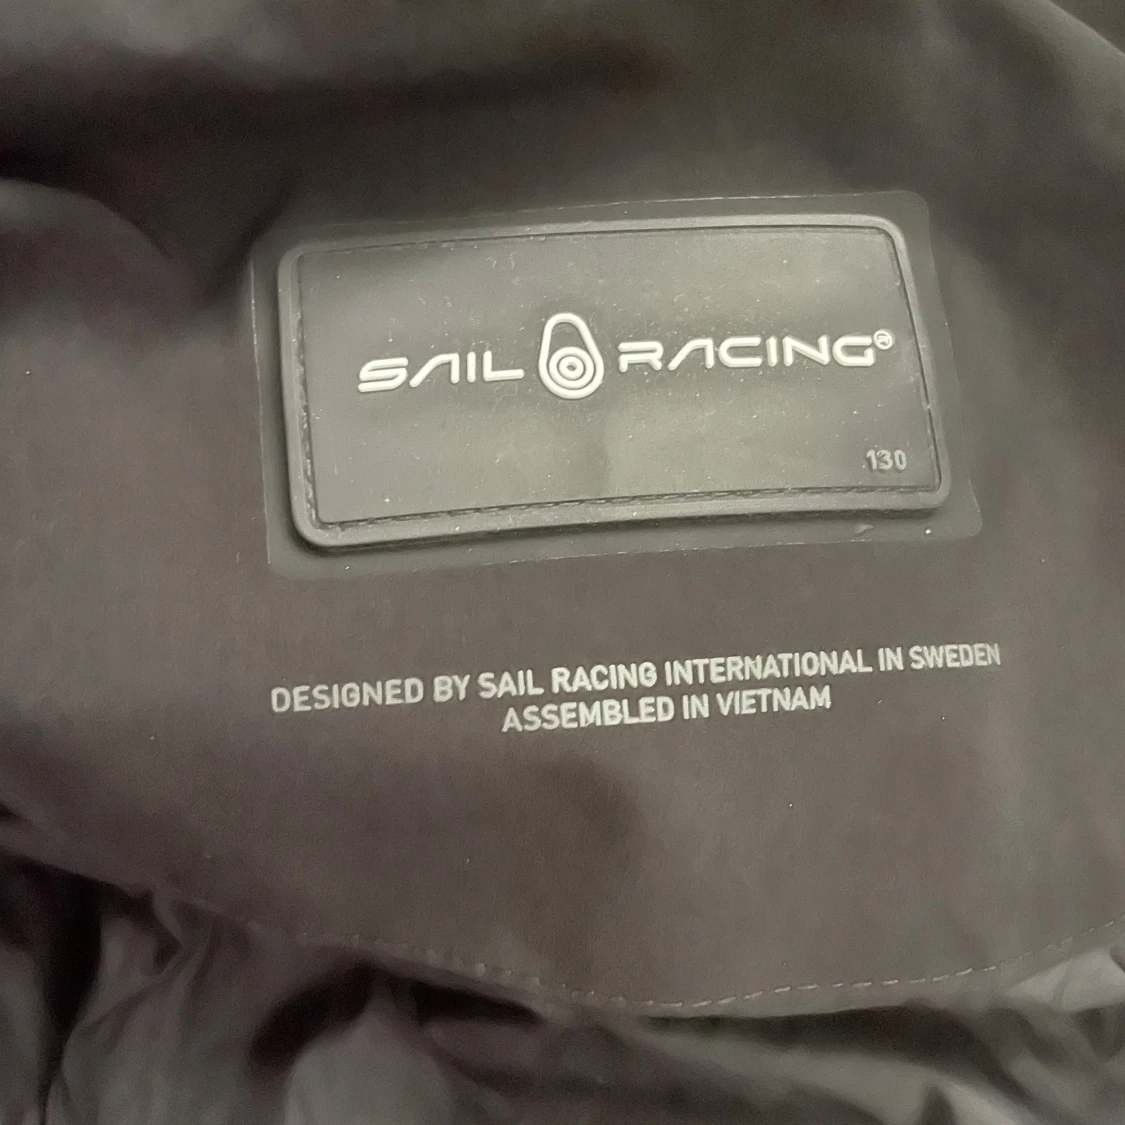 SAIL RACING®
130
DESIGNED BY SAIL RACING INTERNATIONAL IN SWEDEN
ASSEMBLED IN VIETNAM